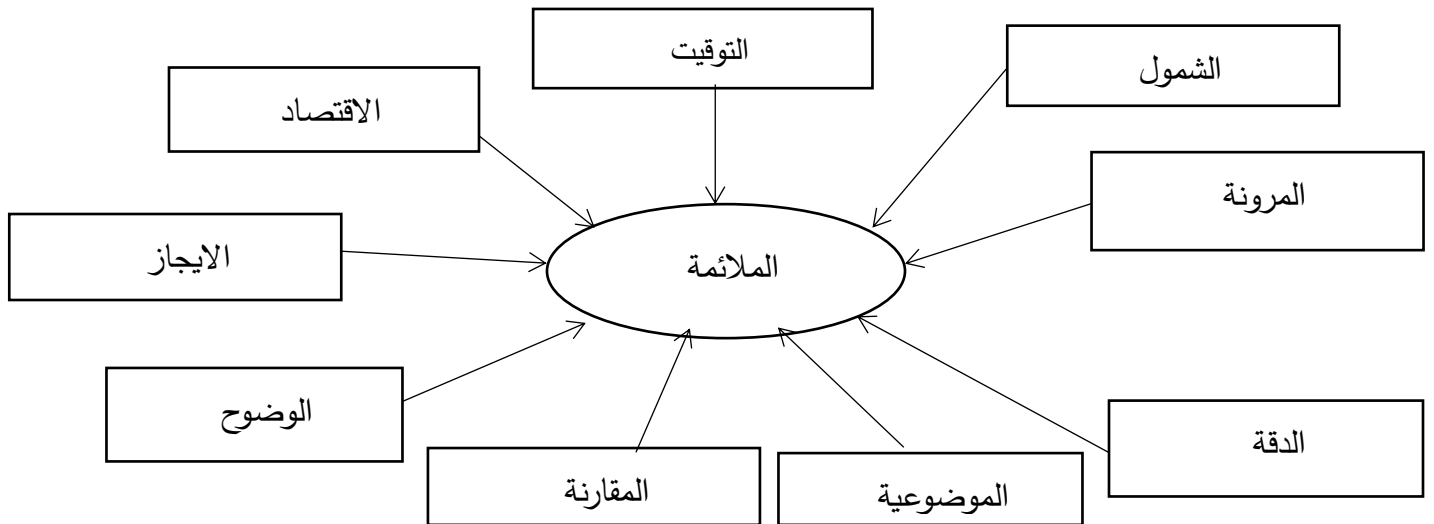 التوقيت
الشمول
الاقتصاد
المرونة
الايجاز
الملائمة
الوضوح
الدقة
المقارنة
الموضوعية